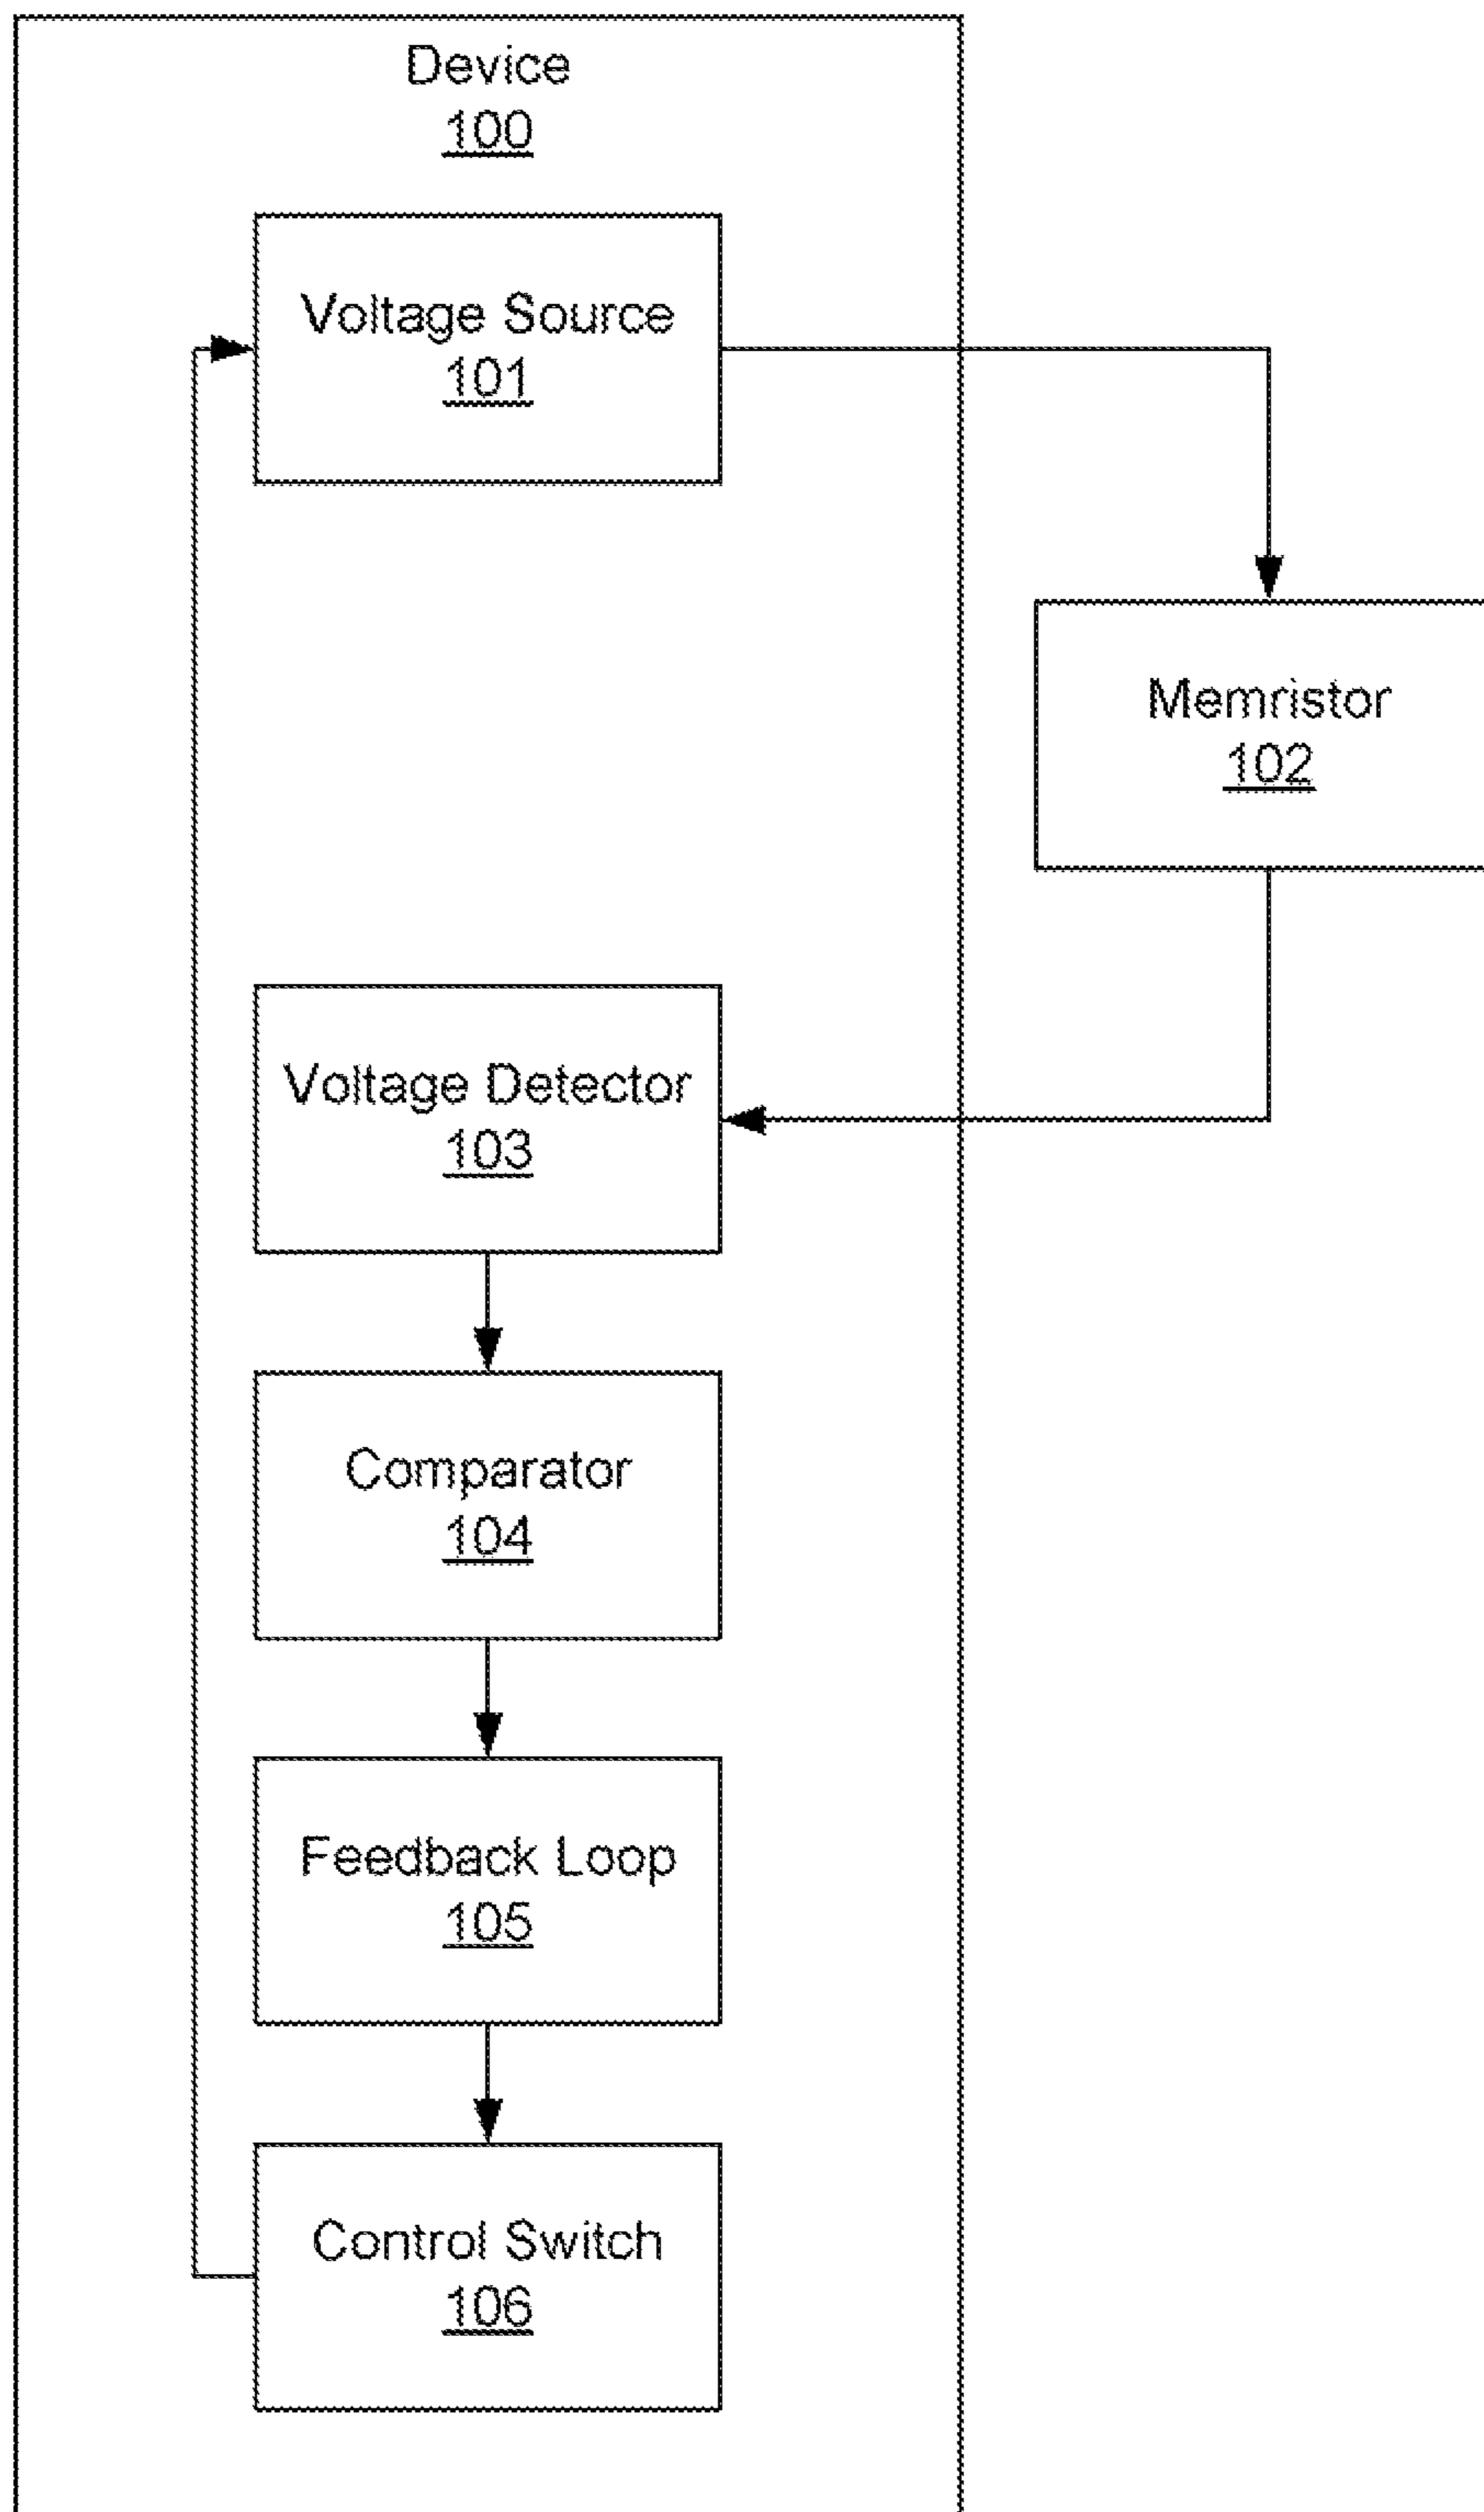 Device
100
Voltage Source
101
Memristor
102
Voltage Detector
103
Comparator
104
Feedback Loop
105
Control Switch
106